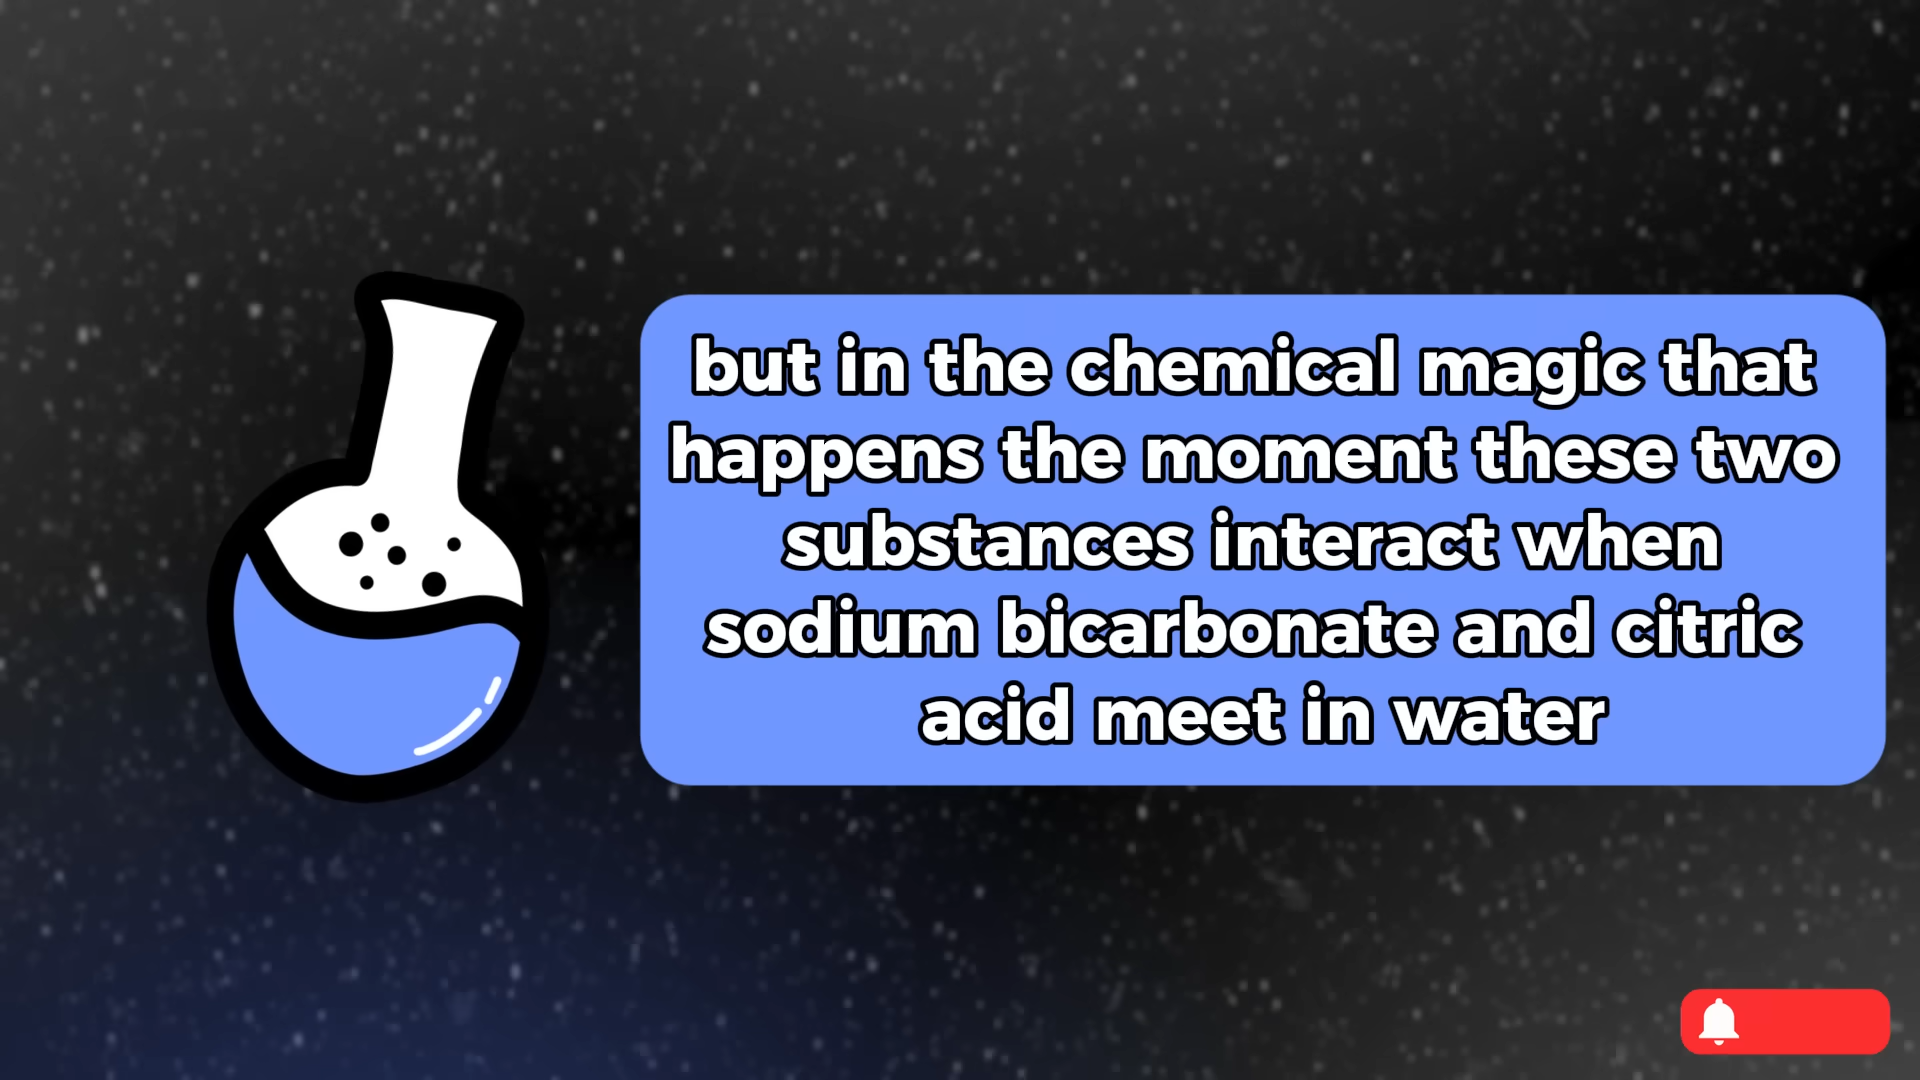 but in the chemical magic that
happens the moment these two
substances interact when
sodium bicarbonate and citric
acid meet in water